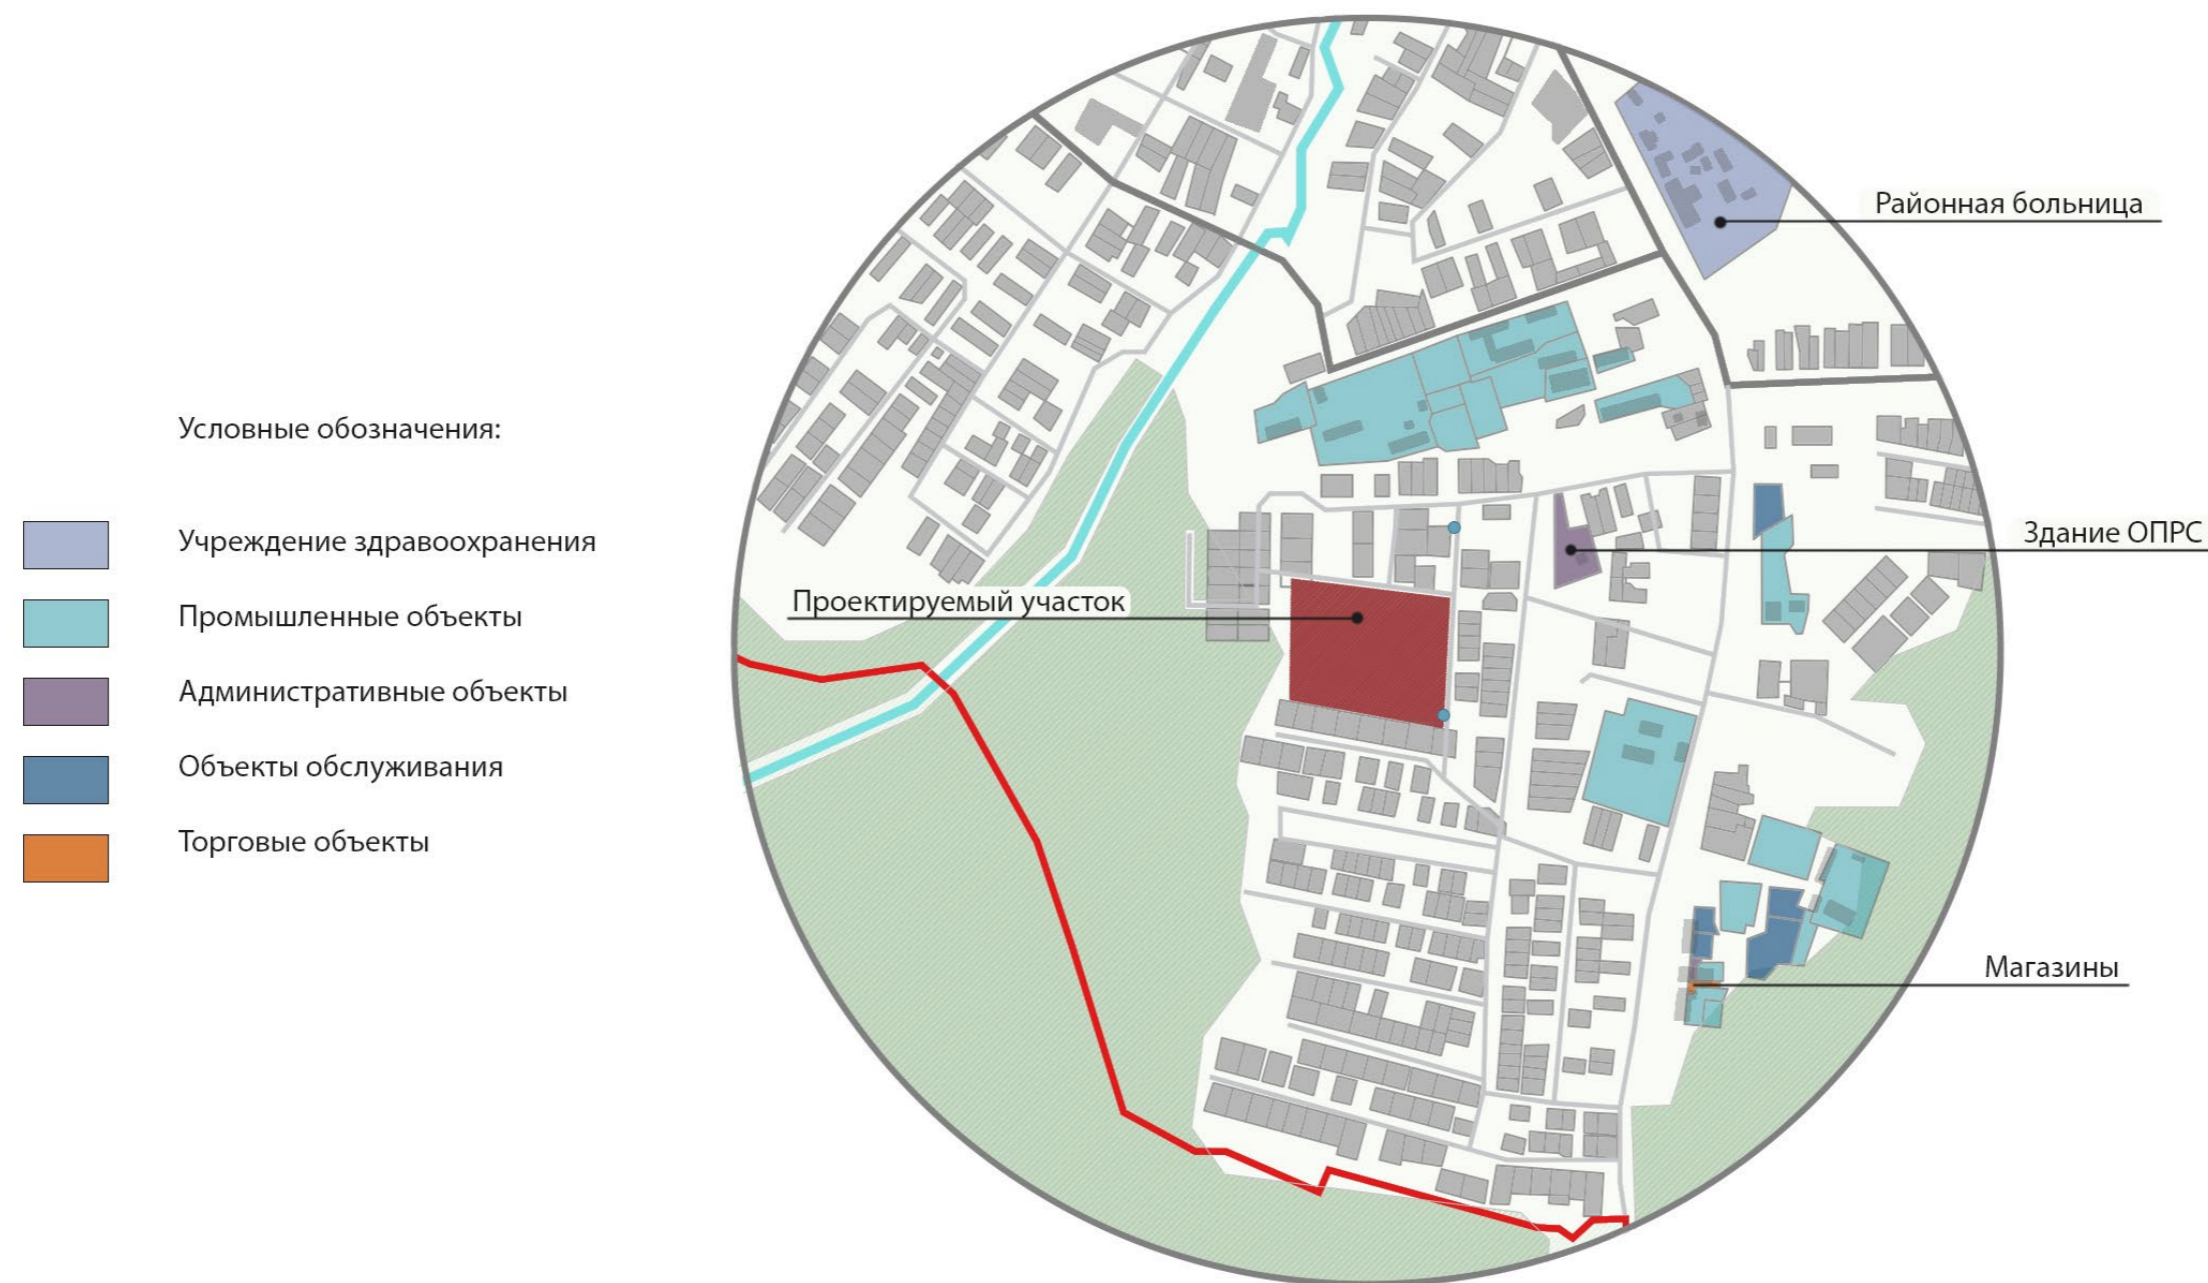 Условные обозначения:
Учреждение здравоохранения
Промышленные объекты
Административные объекты
Объекты обслуживания
Торговые объекты
Районная больница
Здание ОПРС
Проектируемый участок
Магазины